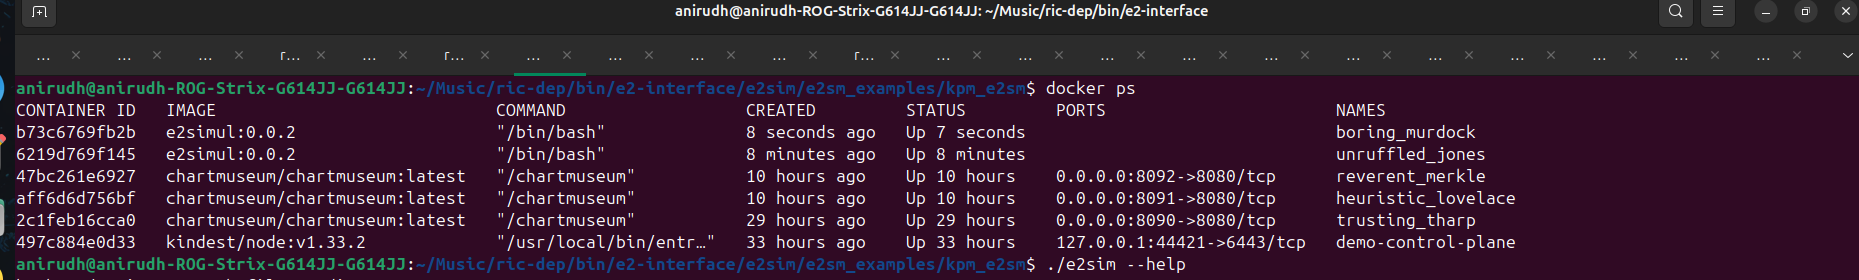 anirudh@anirudh-ROG-Strix-G614JJ-G614JJ: ~/Music/ric-dep/bin/e2-interface
... ... ... r... ... r... ... ... ... ... r... ... ... ... ... ... ... ... ... ...
anirudh@anirudh-ROG-Strix-G614JJ-G614JJ:~/Music/ric-dep/bin/e2-interface/e2sim/e2sm_examples/kpm_e2sm$ docker ps
CONTAINER ID   IMAGE                            COMMAND                  CREATED         STATUS         PORTS                       NAMES
b73c6769fb2b   e2simul:0.0.2                    "/bin/bash"              8 seconds ago   Up 7 seconds                               boring_murdock
6219d769f145   e2simul:0.0.2                    "/bin/bash"              8 minutes ago   Up 8 minutes                               unruffled_jones
47bc261e6927   chartmuseum/chartmuseum:latest   "/chartmuseum"           10 hours ago    Up 10 hours    0.0.0.0:8092->8080/tcp      reverent_merkle
aff6d6d756bf   chartmuseum/chartmuseum:latest   "/chartmuseum"           10 hours ago    Up 10 hours    0.0.0.0:8091->8080/tcp      heuristic_lovelace
2c1feb16cca0   chartmuseum/chartmuseum:latest   "/chartmuseum"           29 hours ago    Up 29 hours    0.0.0.0:8090->8080/tcp      trusting_tharp
497c884e0d33   kindest/node:v1.33.2             "/usr/local/bin/entr…"   33 hours ago    Up 33 hours    127.0.0.1:44421->6443/tcp   demo-control-plane
anirudh@anirudh-ROG-Strix-G614JJ-G614JJ:~/Music/ric-dep/bin/e2-interface/e2sim/e2sm_examples/kpm_e2sm$ ./e2sim --help